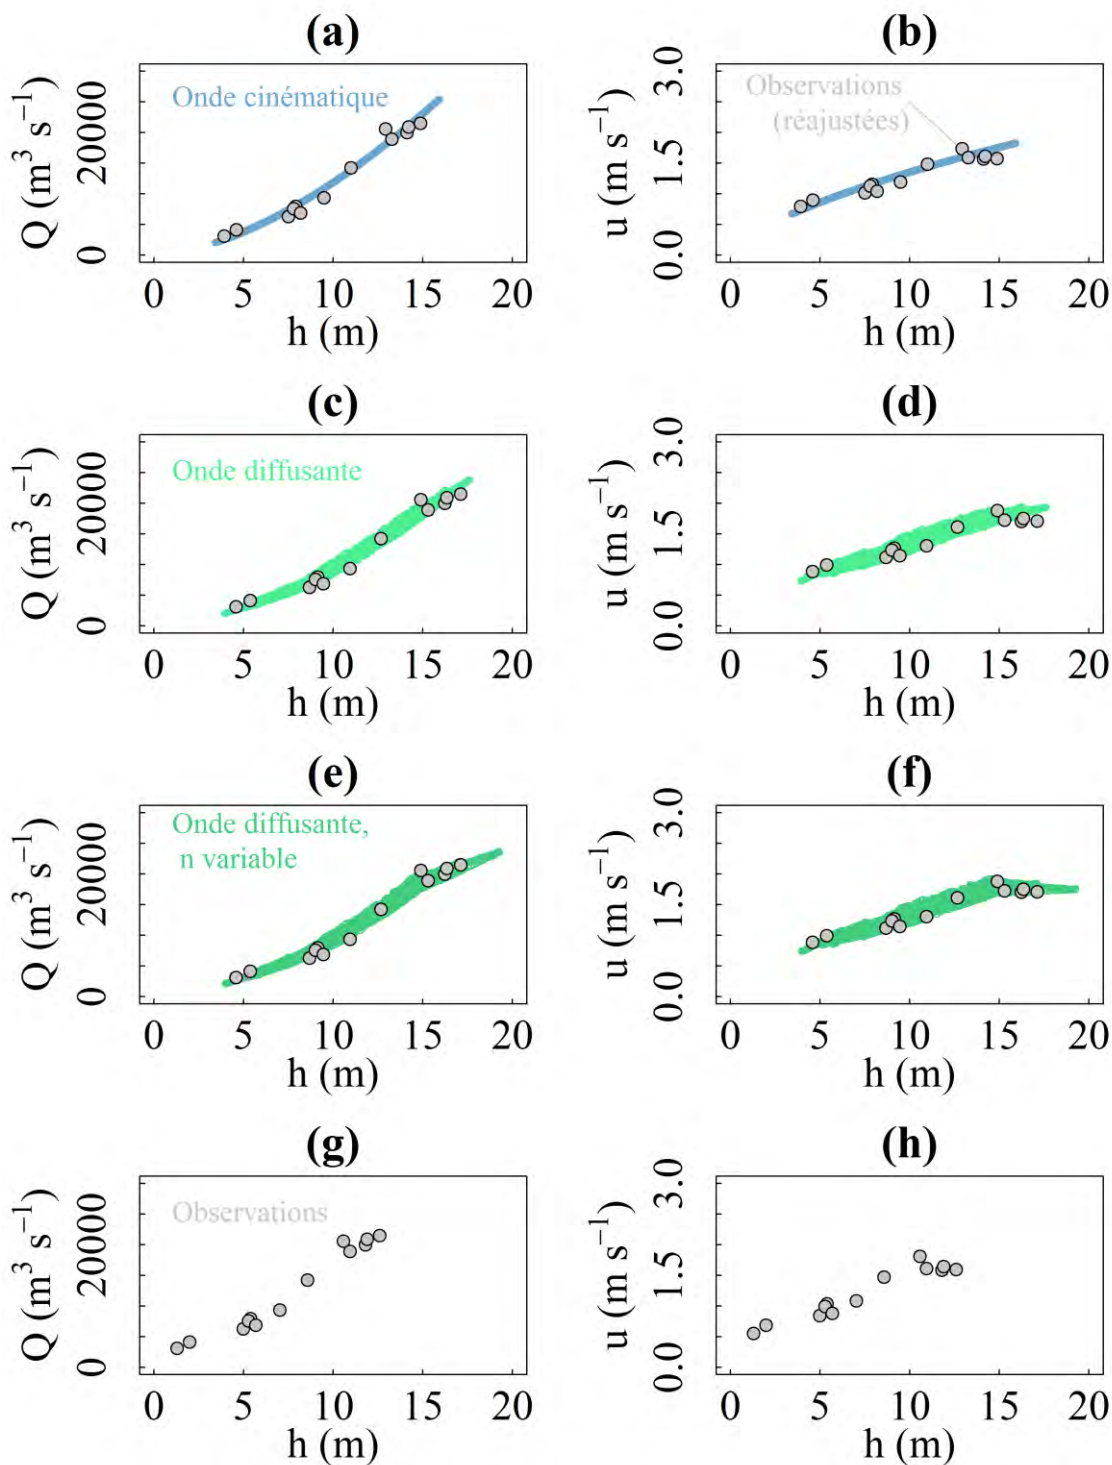 (a)
Q (m³ s⁻¹)
0 20000
Onde cinématique
0 5 10 15 20
h (m)
(b)
u (m s⁻¹)
0.0 1.5 3.0
Observations
(réajustées)
0 5 10 15 20
h (m)
(c)
Q (m³ s⁻¹)
0 20000
Onde diffusante
0 5 10 15 20
h (m)
(d)
u (m s⁻¹)
0.0 1.5 3.0
0 5 10 15 20
h (m)
(e)
Q (m³ s⁻¹)
0 20000
Onde diffusante,
n variable
0 5 10 15 20
h (m)
(f)
u (m s⁻¹)
0.0 1.5 3.0
0 5 10 15 20
h (m)
(g)
Q (m³ s⁻¹)
0 20000
Observations
0 5 10 15 20
h (m)
(h)
u (m s⁻¹)
0.0 1.5 3.0
0 5 10 15 20
h (m)